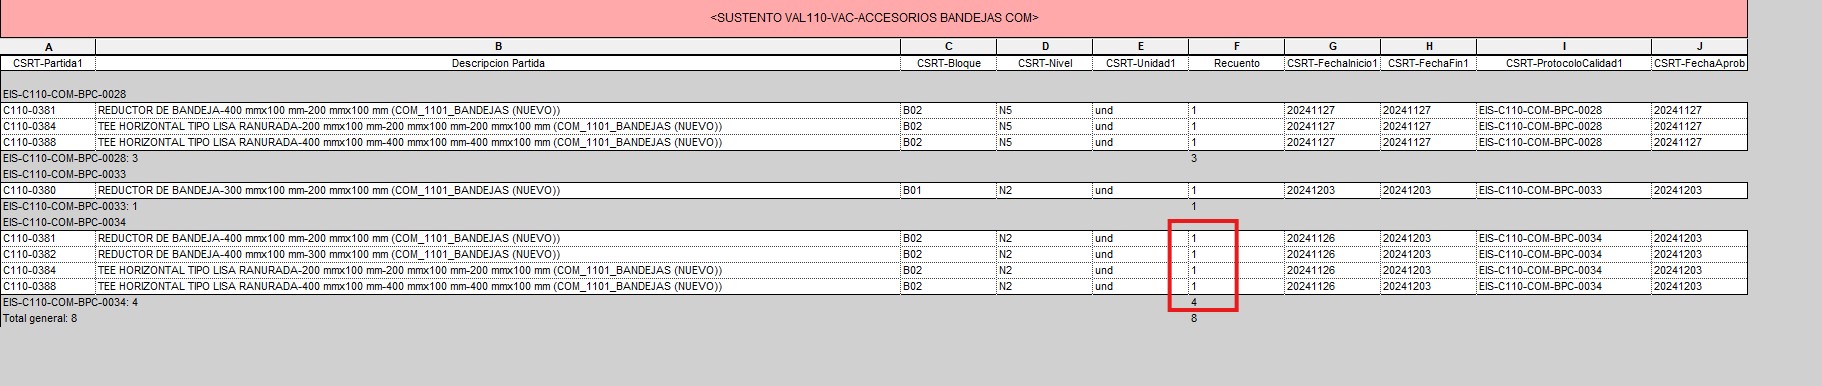 <SUSTENTO VAL110-VAC-ACCESORIOS BANDEJAS COM>
A B C D E F G H I J
CSRT-Partida1 Descripcion Partida CSRT-Bloque CSRT-Nivel CSRT-Unidad1 Recuento CSRT-FechaInicio1 CSRT-FechaFin1 CSRT-ProtocoloCalidad1 CSRT-FechaAprob
EIS-C110-COM-BPC-0028
C110-0381 REDUCTOR DE BANDEJA-400 mmx100 mm-200 mmx100 mm (COM_1101_BANDEJAS (NUEVO)) B02 N5 und 1 20241127 20241127 EIS-C110-COM-BPC-0028 20241127
C110-0384 TEE HORIZONTAL TIPO LISA RANURADA-200 mmx100 mm-200 mmx100 mm-200 mmx100 mm (COM_1101_BANDEJAS (NUEVO)) B02 N5 und 1 20241127 20241127 EIS-C110-COM-BPC-0028 20241127
C110-0388 TEE HORIZONTAL TIPO LISA RANURADA-400 mmx100 mm-400 mmx100 mm-400 mmx100 mm (COM_1101_BANDEJAS (NUEVO)) B02 N5 und 1 20241127 20241127 EIS-C110-COM-BPC-0028 20241127
EIS-C110-COM-BPC-0028: 3 3
EIS-C110-COM-BPC-0033
C110-0380 REDUCTOR DE BANDEJA-300 mmx100 mm-200 mmx100 mm (COM_1101_BANDEJAS (NUEVO)) B01 N2 und 1 20241203 20241203 EIS-C110-COM-BPC-0033 20241203
EIS-C110-COM-BPC-0033: 1 1
EIS-C110-COM-BPC-0034
C110-0381 REDUCTOR DE BANDEJA-400 mmx100 mm-200 mmx100 mm (COM_1101_BANDEJAS (NUEVO)) B02 N2 und 1 20241126 20241203 EIS-C110-COM-BPC-0034 20241203
C110-0382 REDUCTOR DE BANDEJA-400 mmx100 mm-300 mmx100 mm (COM_1101_BANDEJAS (NUEVO)) B02 N2 und 1 20241126 20241203 EIS-C110-COM-BPC-0034 20241203
C110-0384 TEE HORIZONTAL TIPO LISA RANURADA-200 mmx100 mm-200 mmx100 mm-200 mmx100 mm (COM_1101_BANDEJAS (NUEVO)) B02 N2 und 1 20241126 20241203 EIS-C110-COM-BPC-0034 20241203
C110-0388 TEE HORIZONTAL TIPO LISA RANURADA-400 mmx100 mm-400 mmx100 mm-400 mmx100 mm (COM_1101_BANDEJAS (NUEVO)) B02 N2 und 1 20241126 20241203 EIS-C110-COM-BPC-0034 20241203
EIS-C110-COM-BPC-0034: 4 4
Total general: 8 8